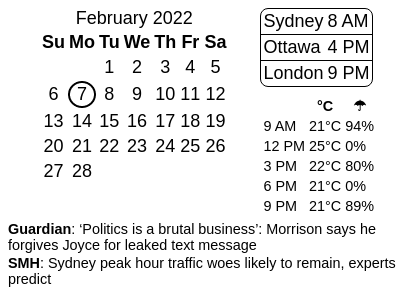 February 2022
Su Mo Tu We Th Fr Sa
1 2 3 4 5
6 7 8 9 10 11 12
13 14 15 16 17 18 19
20 21 22 23 24 25 26
27 28
Sydney 8 AM
Ottawa 4 PM
London 9 PM
°C ☂
9 AM 21°C 94%
12 PM 25°C 0%
3 PM 22°C 80%
6 PM 21°C 0%
9 PM 21°C 89%
Guardian: ‘Politics is a brutal business’: Morrison says he
forgives Joyce for leaked text message
SMH: Sydney peak hour traffic woes likely to remain, experts
predict